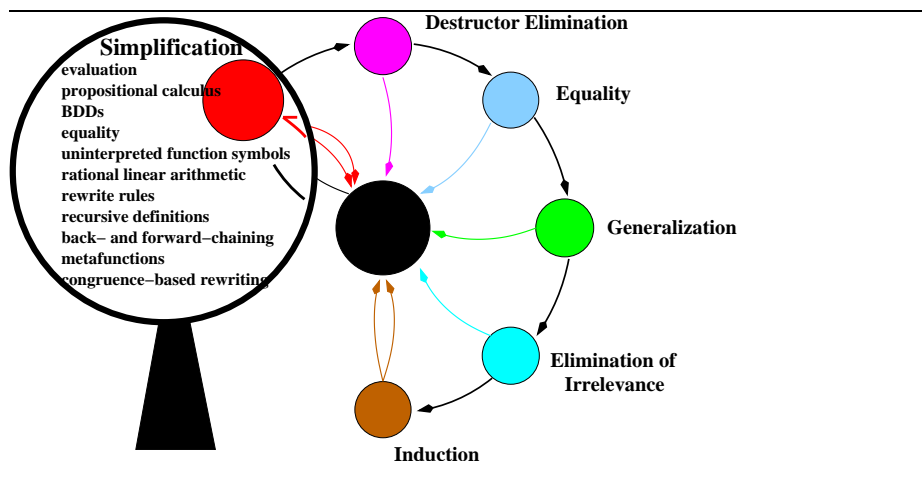 Simplification
evaluation
propositional calculus
BDDs
equality
uninterpreted function symbols
rational linear arithmetic
rewrite rules
recursive definitions
back− and forward−chaining
metafunctions
congruence−based rewriting
Destructor Elimination
Equality
Generalization
Elimination of
Irrelevance
Induction